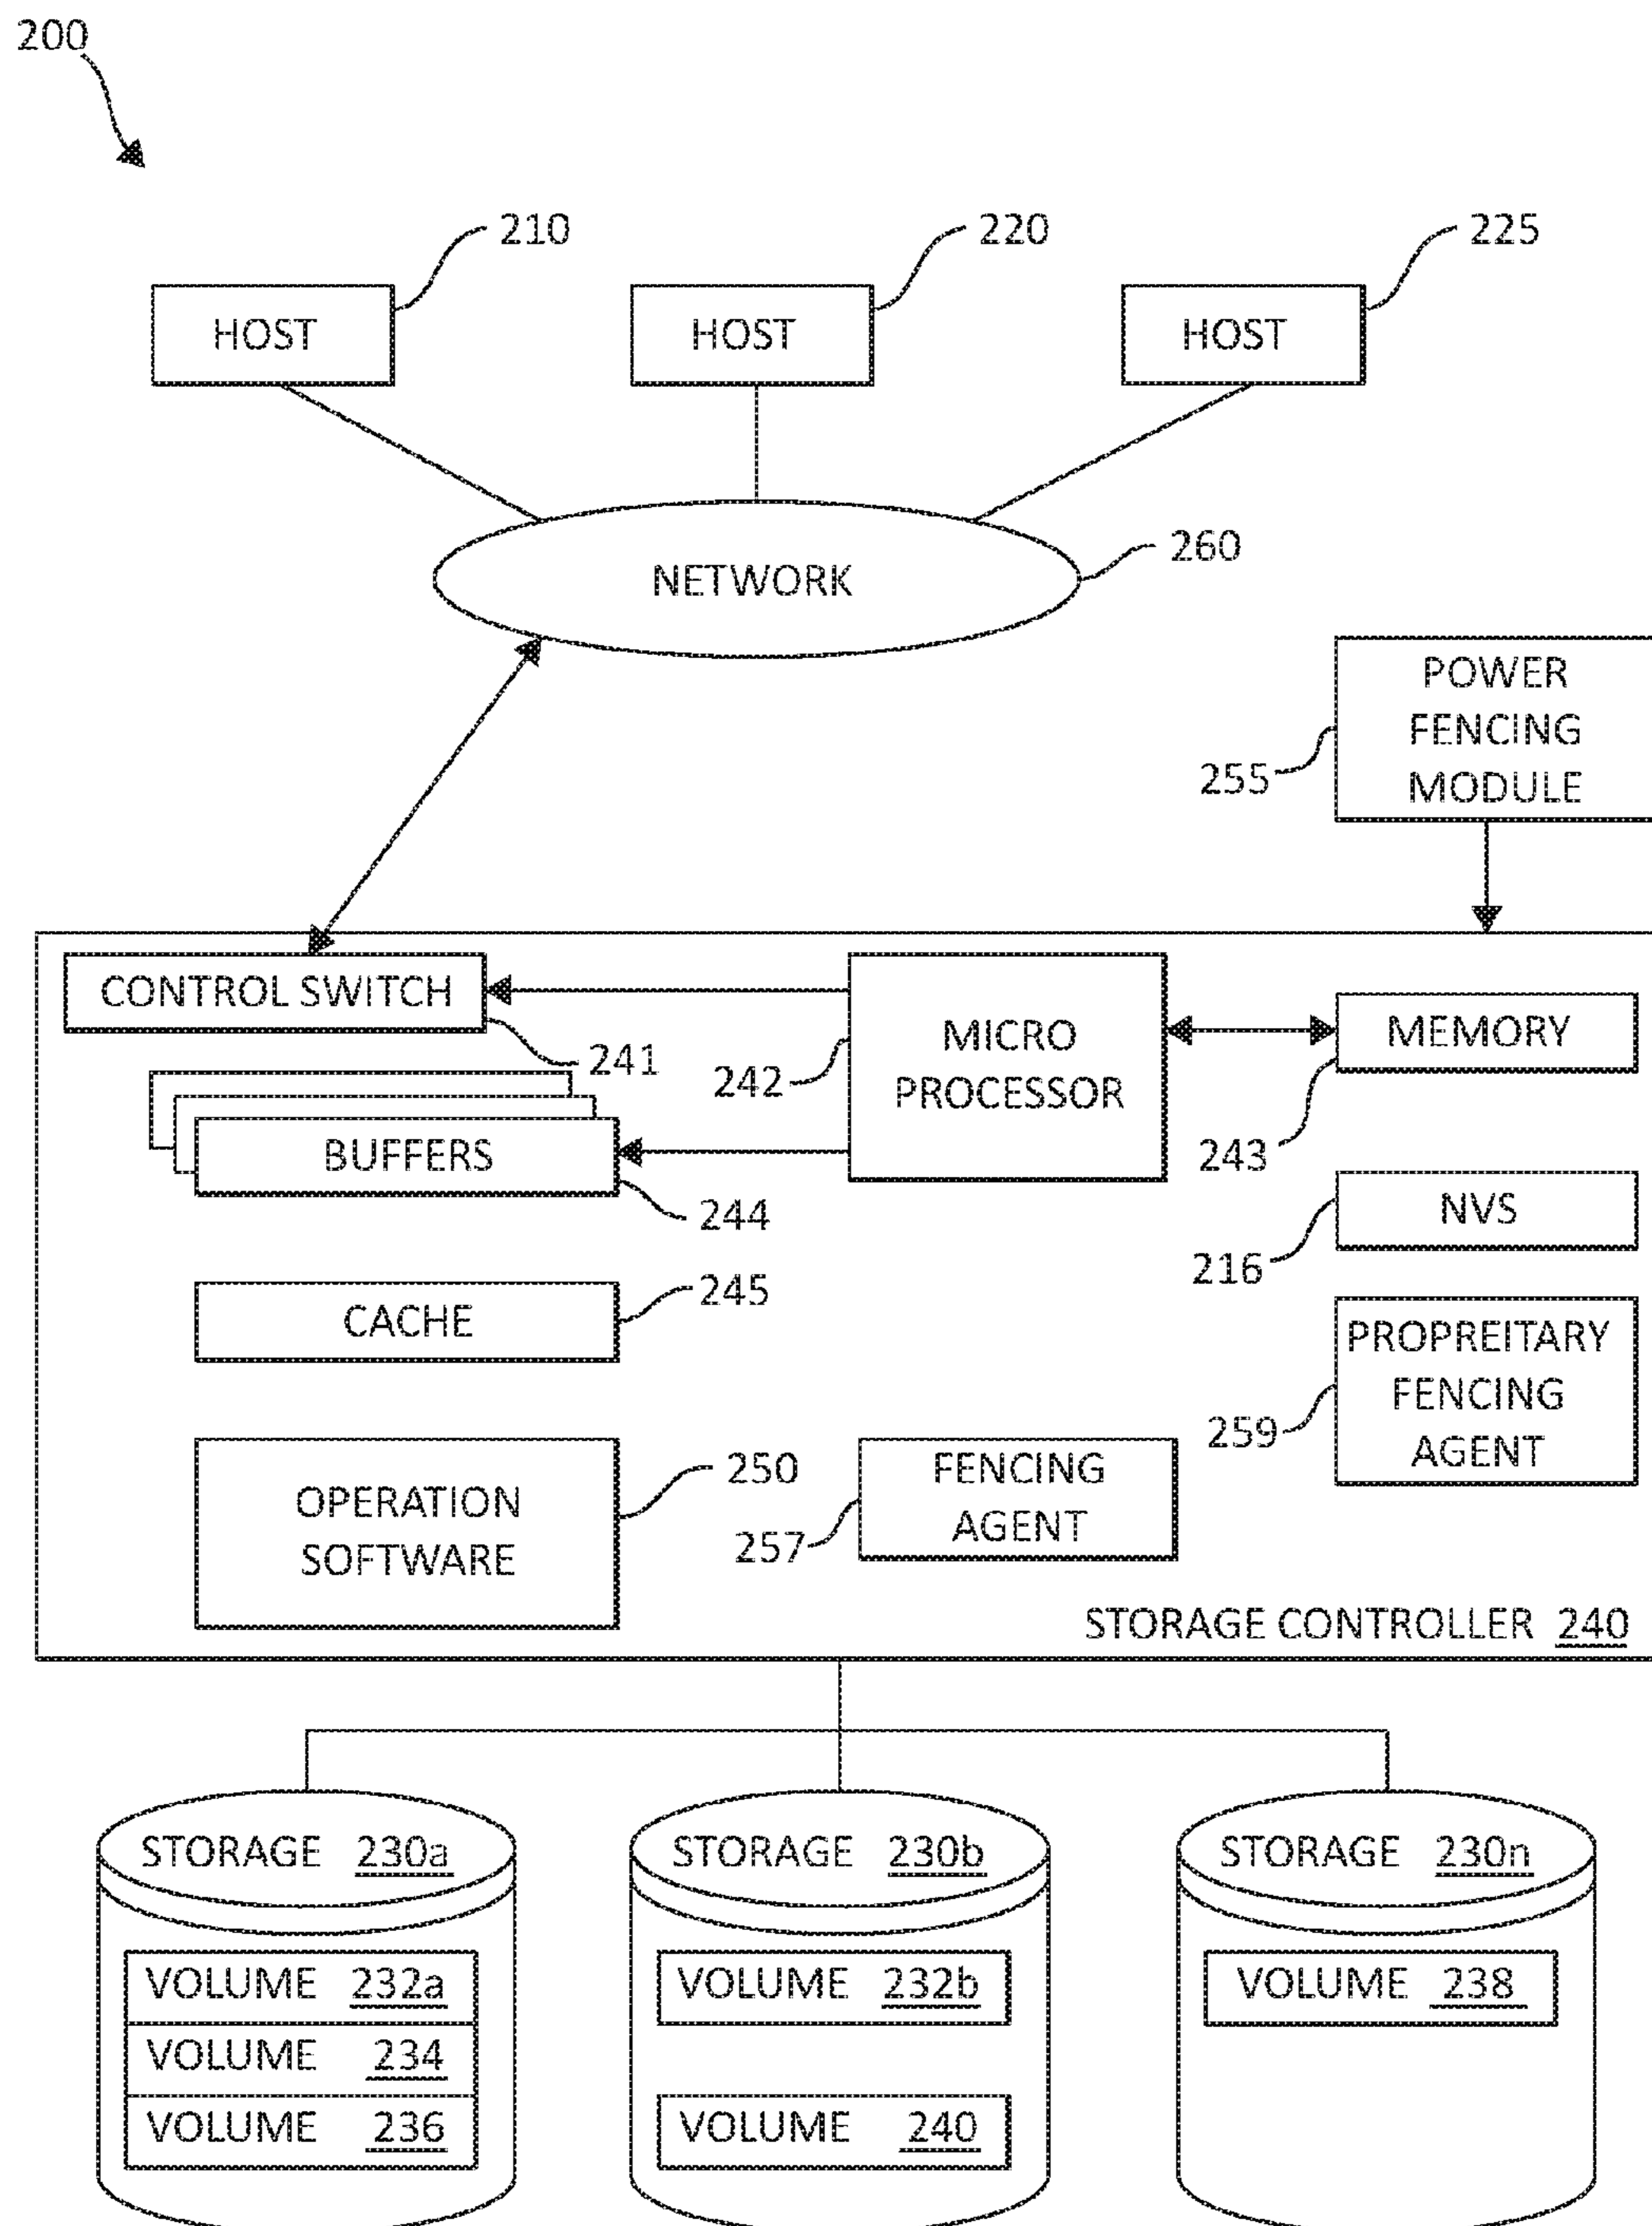 200
210
220
225
HOST
HOST
HOST
260
NETWORK
POWER
FENCING
MODULE
255
CONTROL SWITCH
241
MICRO
PROCESSOR
242
MEMORY
243
BUFFERS
244
NVS
216
CACHE
245
PROPREITARY
FENCING
AGENT
259
OPERATION
SOFTWARE
250
FENCING
AGENT
257
STORAGE CONTROLLER 240
STORAGE 230a
STORAGE 230b
STORAGE 230n
VOLUME 232a
VOLUME 232b
VOLUME 238
VOLUME 234
VOLUME 236
VOLUME 240